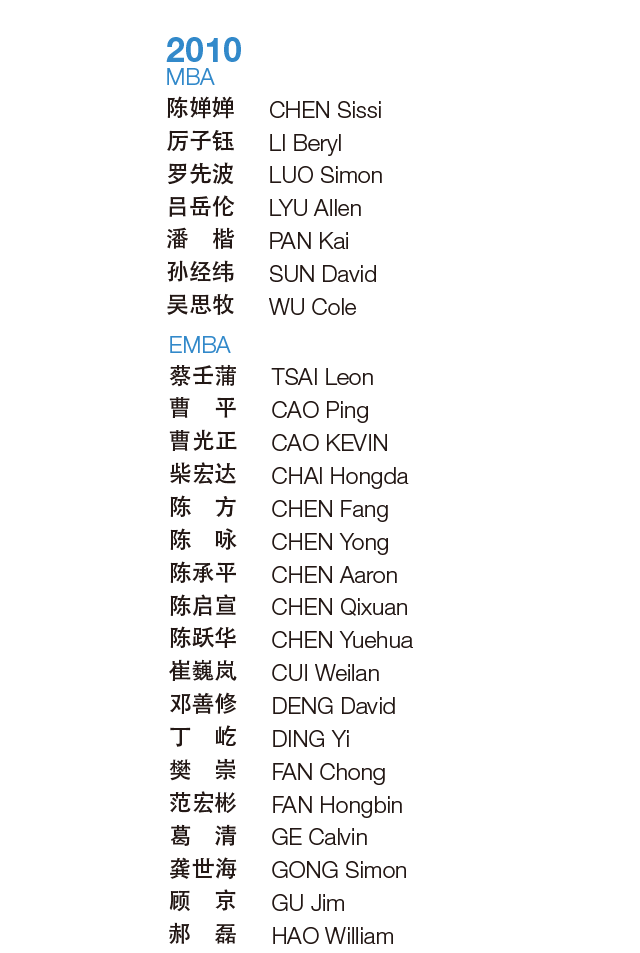 2010
MBA
陈婵婵 CHEN Sissi
厉子钰 LI Beryl
罗先波 LUO Simon
吕岳伦 LYU Allen
潘 楷 PAN Kai
孙经纬 SUN David
吴思牧 WU Cole
EMBA
蔡壬蒲 TSAI Leon
曹 平 CAO Ping
曹光正 CAO KEVIN
柴宏达 CHAI Hongda
陈 方 CHEN Fang
陈 咏 CHEN Yong
陈承平 CHEN Aaron
陈启宣 CHEN Qixuan
陈跃华 CHEN Yuehua
崔巍岚 CUI Weilan
邓善修 DENG David
丁 屹 DING Yi
樊 崇 FAN Chong
范宏彬 FAN Hongbin
葛 清 GE Calvin
龚世海 GONG Simon
顾 京 GU Jim
郝 磊 HAO William